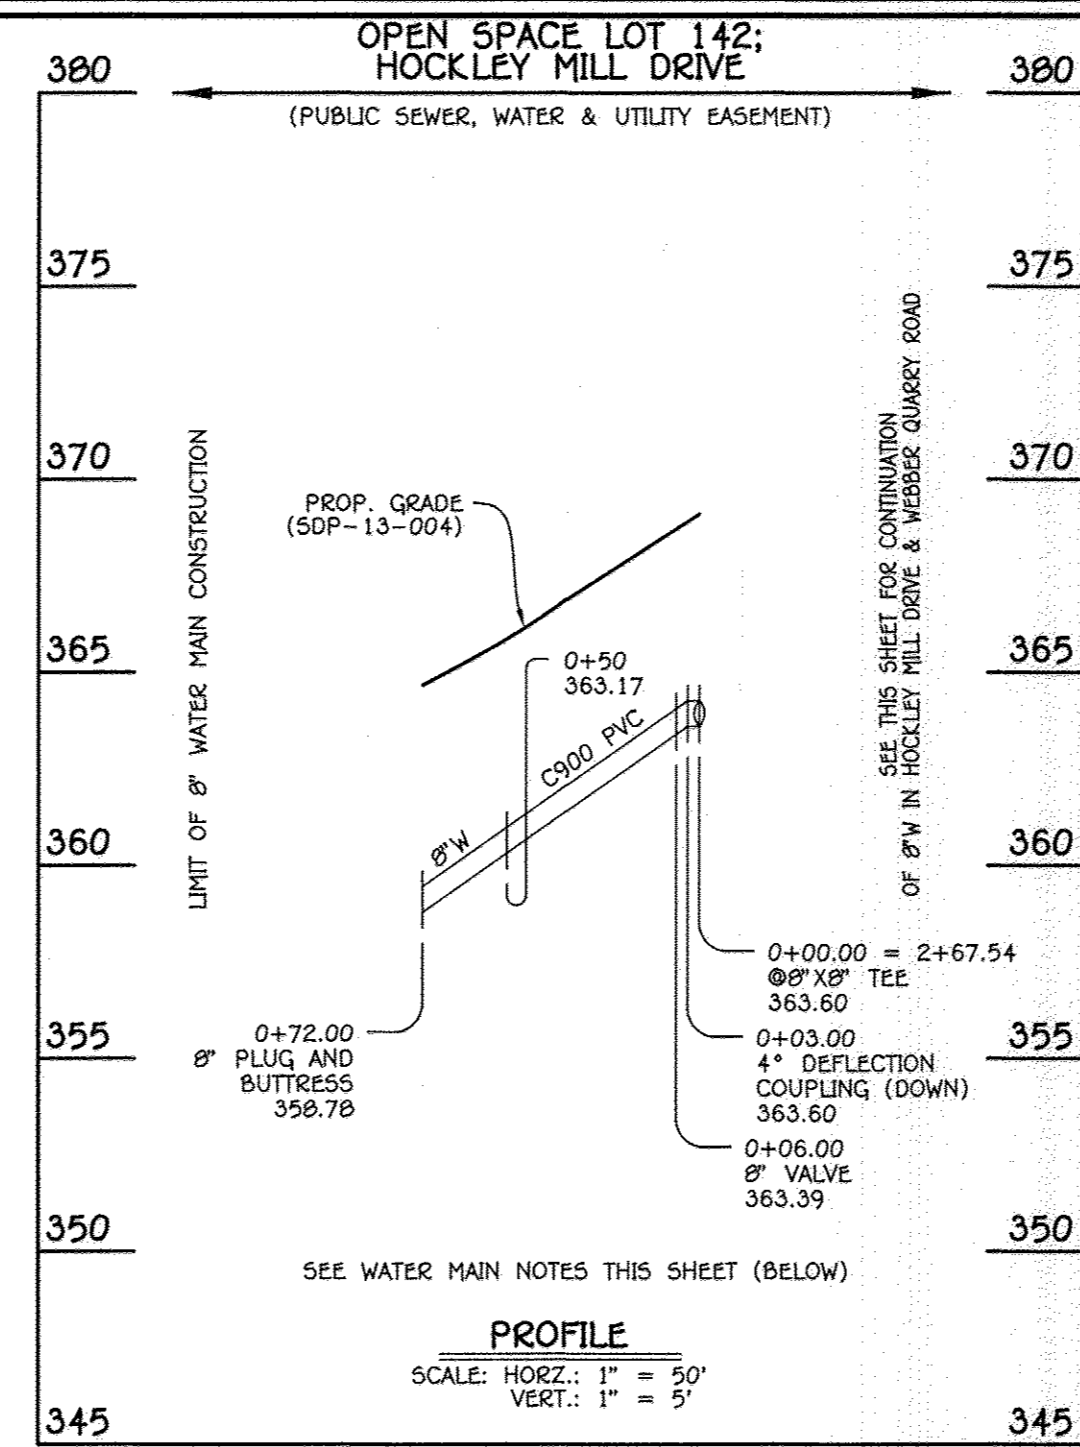 OPEN SPACE LOT 142;
HOCKLEY MILL DRIVE
(PUBLIC SEWER, WATER & UTILITY EASEMENT)
380
380
375
375
370
370
365
365
360
360
355
355
350
350
345
345
LIMIT OF 8" WATER MAIN CONSTRUCTION
PROP. GRADE
(SDP-13-004)
0+50
363.17
8"W
C900 PVC
SEE THIS SHEET FOR CONTINUATION
OF 8"W IN HOCKLEY MILL DRIVE & WEBBER QUARRY ROAD
0+72.00
8" PLUG AND
BUTTRESS
358.78
0+00.00 = 2+67.54
@8"X8" TEE
363.60
0+03.00
4° DEFLECTION
COUPLING (DOWN)
363.60
0+06.00
8" VALVE
363.39
SEE WATER MAIN NOTES THIS SHEET (BELOW)
PROFILE
SCALE: HORZ.: 1" = 50'
VERT.: 1" = 5'